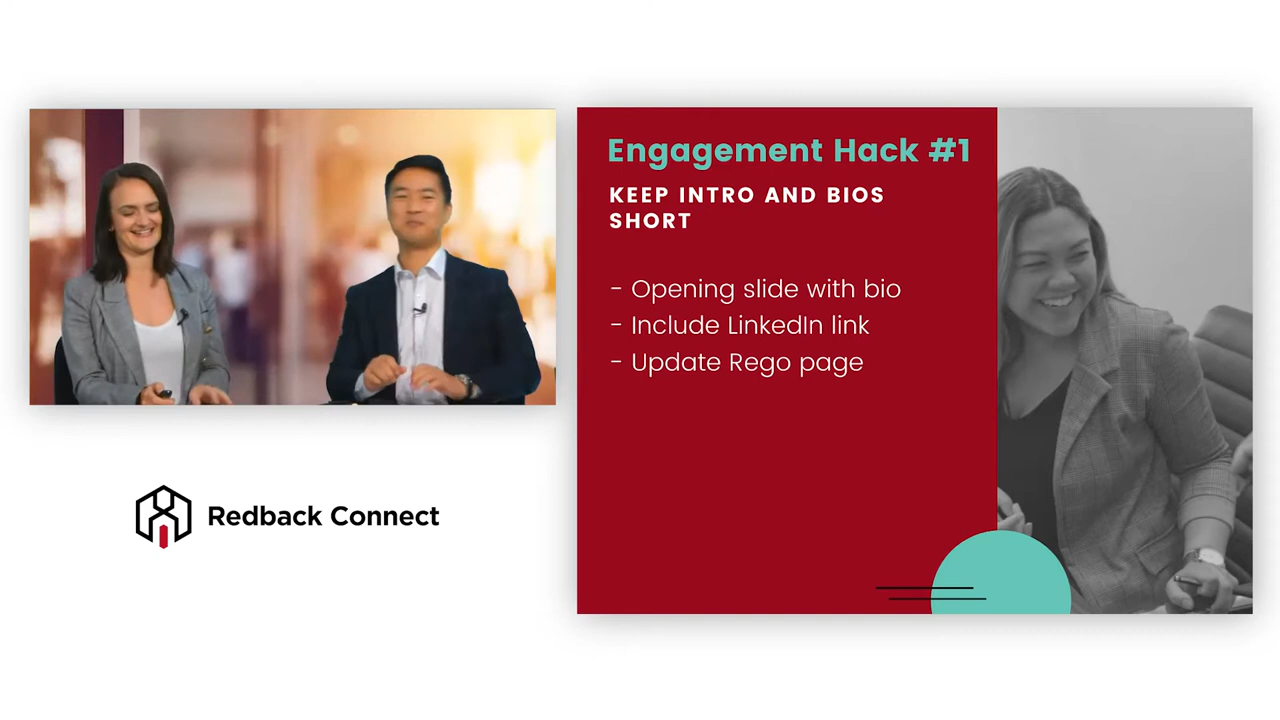 Engagement Hack #1
KEEP INTRO AND BIOS
SHORT
- Opening slide with bio
- Include LinkedIn link
- Update Rego page
Redback Connect